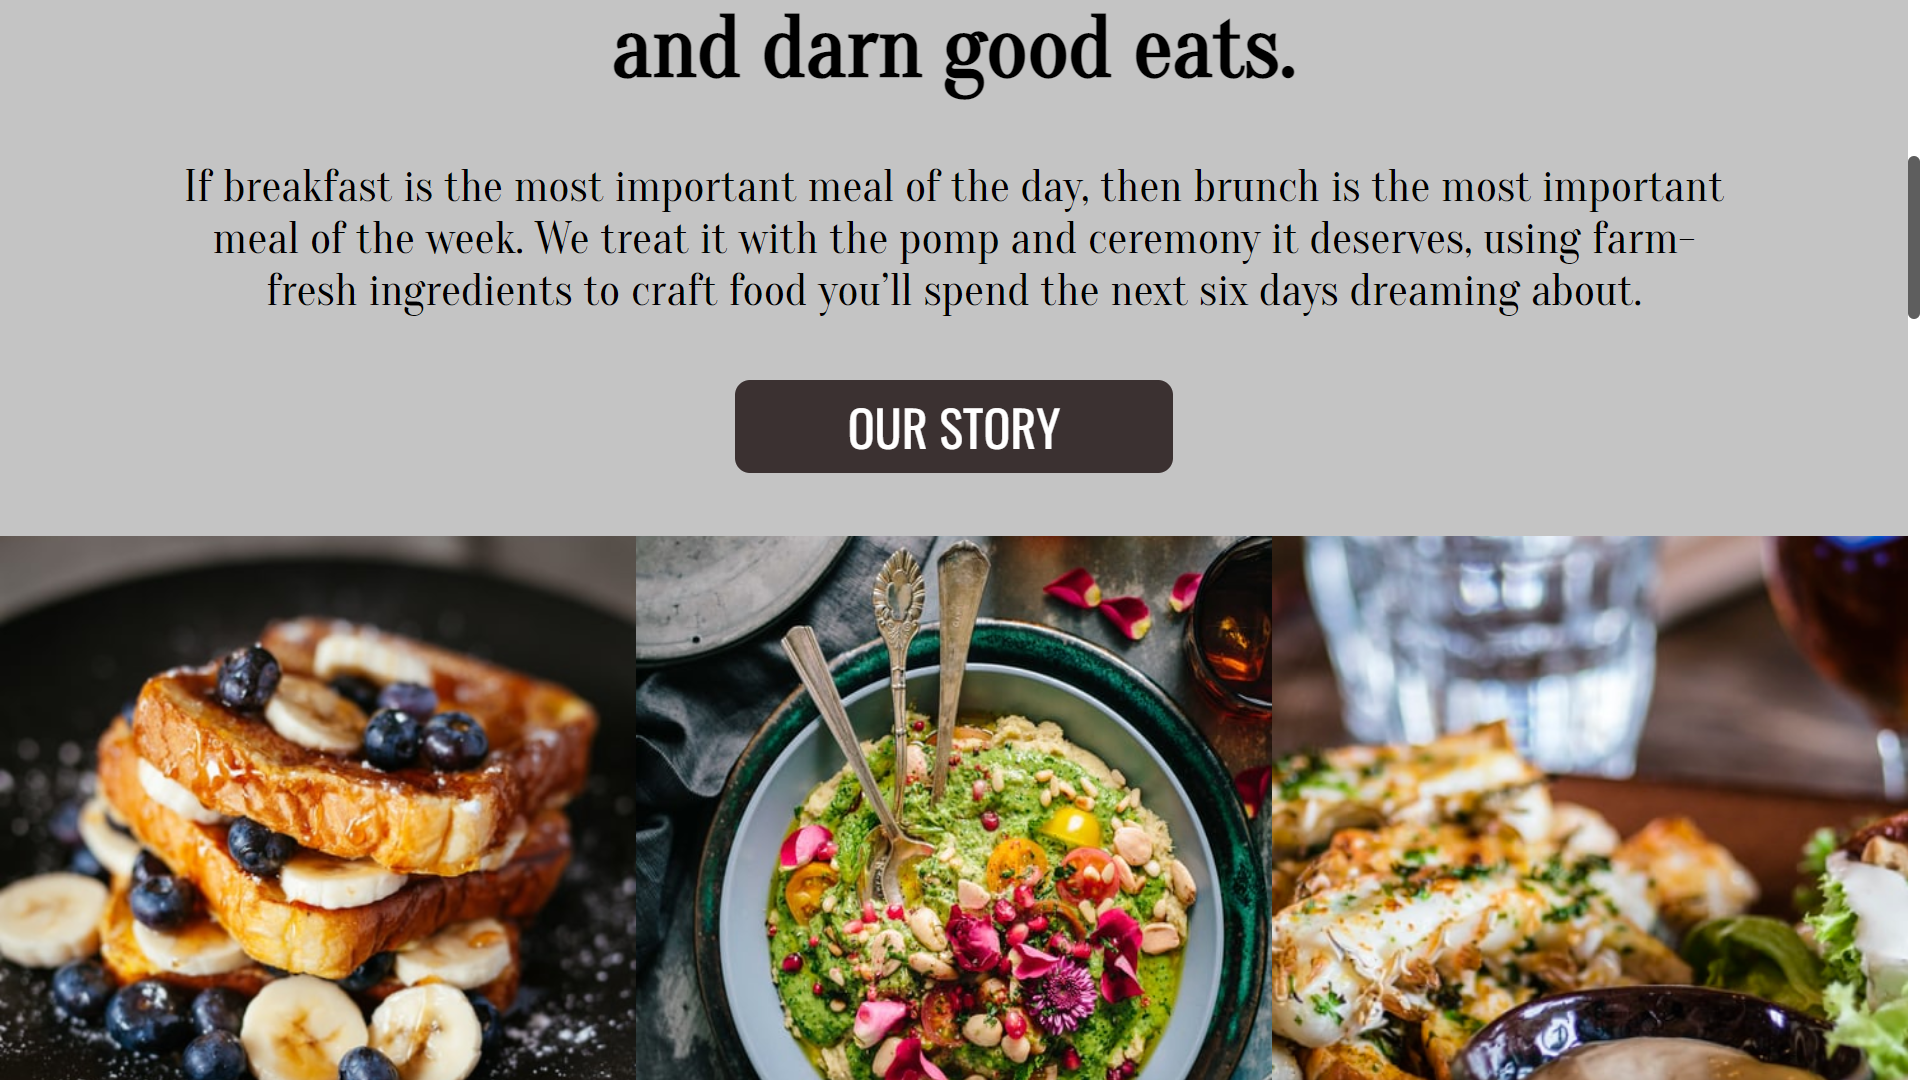 and darn good eats.
If breakfast is the most important meal of the day, then brunch is the most important
meal of the week. We treat it with the pomp and ceremony it deserves, using farm-
fresh ingredients to craft food you’ll spend the next six days dreaming about.
OUR STORY